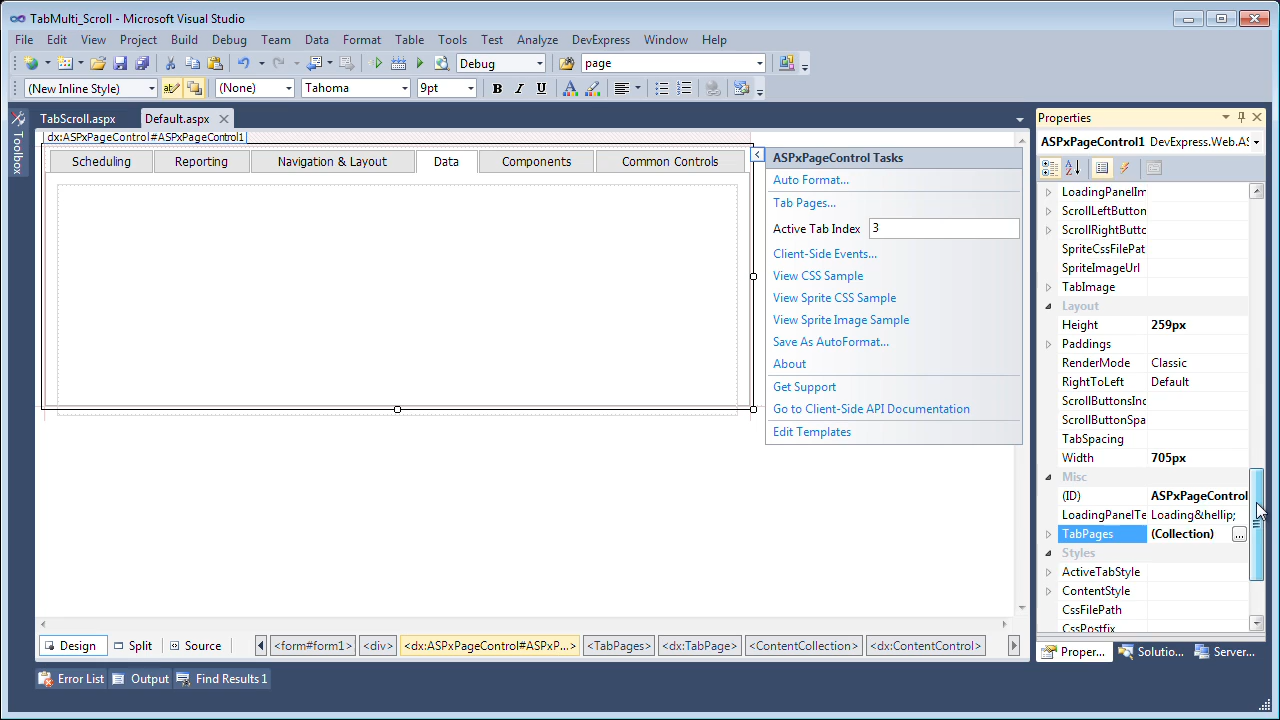 TabMulti_Scroll - Microsoft Visual Studio
File Edit View Project Build Debug Team Data Format Table Tools Test Analyze DevExpress Window Help
Debug page
(New Inline Style) (None) Tahoma 9pt B I U A
TabScroll.aspx Default.aspx
Toolbox
dx:ASPxPageControl#ASPxPageControl1
Scheduling Reporting Navigation & Layout Data Components Common Controls
ASPxPageControl Tasks
Auto Format...
Tab Pages...
Active Tab Index 3
Client-Side Events...
View CSS Sample
View Sprite CSS Sample
View Sprite Image Sample
Save As AutoFormat...
About
Get Support
Go to Client-Side API Documentation
Edit Templates
Properties
ASPxPageControl1 DevExpress.Web.AS
LoadingPanelIm
ScrollLeftButton
ScrollRightButto
SpriteCssFilePat
SpriteImageUrl
TabImage
Layout
Height 259px
Paddings
RenderMode Classic
RightToLeft Default
ScrollButtonsInd
ScrollButtonSpa
TabSpacing
Width 705px
Misc
(ID) ASPxPageControl
LoadingPanelTe Loading&hellip;
TabPages (Collection) ...
Styles
ActiveTabStyle
ContentStyle
CssFilePath
CssPostfix
Design Split Source <form#form1> <div> <dx:ASPxPageControl#ASPxP...> <TabPages> <dx:TabPage> <ContentCollection> <dx:ContentControl>
Proper... Solutio... Server...
Error List Output Find Results 1